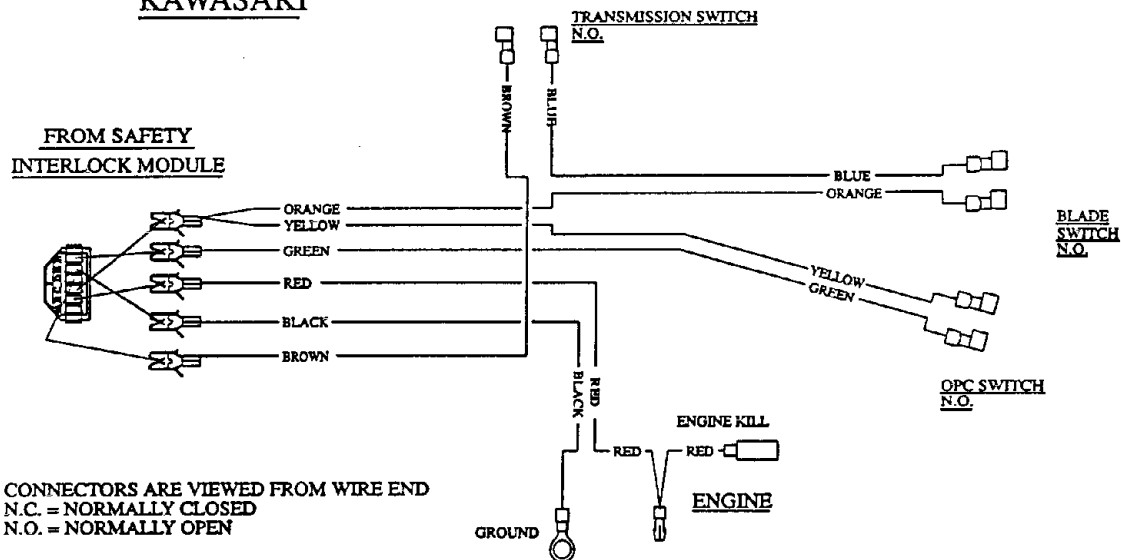 KAWASAKI
TRANSMISSION SWITCH
N.O.
BROWN
BLUE
FROM SAFETY
INTERLOCK MODULE
BLUE
ORANGE
ORANGE
YELLOW
BLADE
SWITCH
N.O.
GREEN
YELLOW
GREEN
RED
BLACK
BROWN
OPC SWITCH
N.O.
BLACK
RED
ENGINE KILL
RED
RED
ENGINE
CONNECTORS ARE VIEWED FROM WIRE END
N.C. = NORMALLY CLOSED
N.O. = NORMALLY OPEN
GROUND